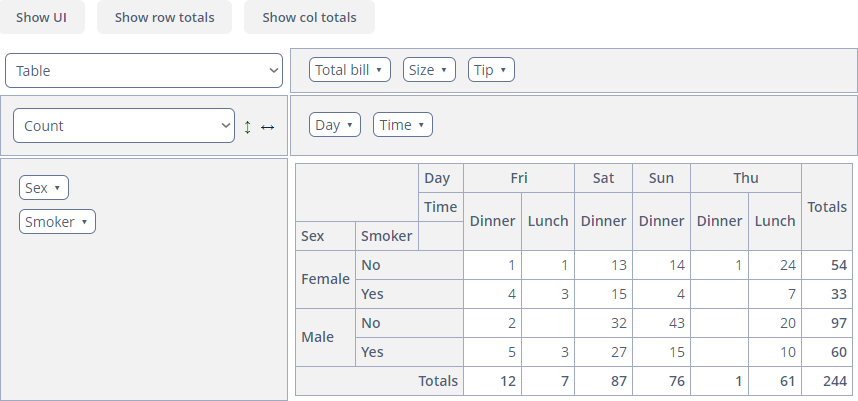 Show UI Show row totals Show col totals
Table Total bill ▾ Size ▾ Tip ▾
Count ↕ ↔ Day ▾ Time ▾
Sex ▾
Smoker ▾
Day Fri Sat Sun Thu Totals
Time Dinner Lunch Dinner Dinner Dinner Lunch
Sex Smoker
Female No 1 1 13 14 1 24 54
Yes 4 3 15 4 7 33
Male No 2 32 43 20 97
Yes 5 3 27 15 10 60
Totals 12 7 87 76 1 61 244